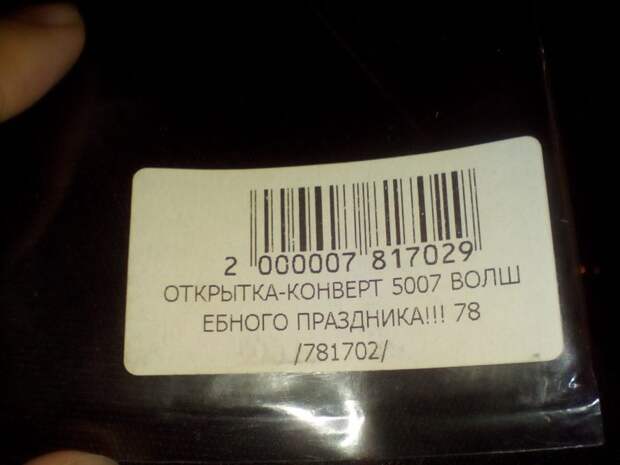 2 000007 817029
ОТКРЫТКА-КОНВЕРТ 5007 ВОЛШ
ЕБНОГО ПРАЗДНИКА!!! 78
/781702/